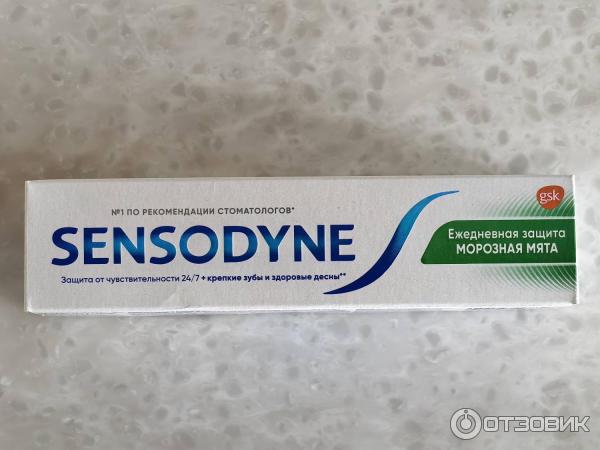 №1 ПО РЕКОМЕНДАЦИИ СТОМАТОЛОГОВ*
SENSODYNE
Защита от чувствительности 24/7 + крепкие зубы и здоровые десны**
gsk
Ежедневная защита
МОРОЗНАЯ МЯТА
ОТЗОВИК